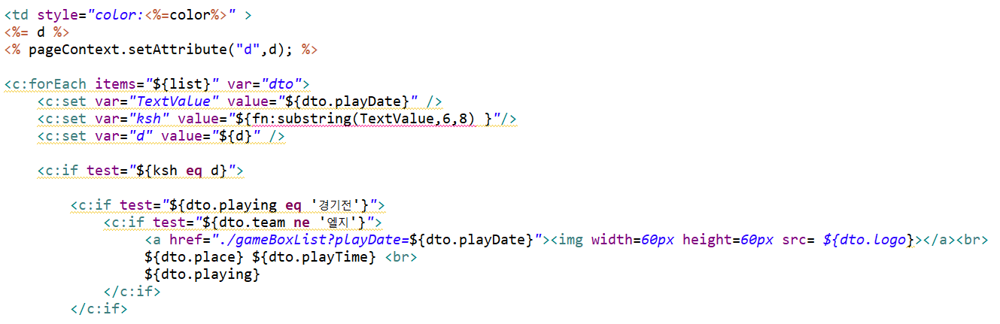 <td style="color:<%=color%>" >
<%= d %>
<% pageContext.setAttribute("d",d); %>
<c:forEach items="${list}" var="dto">
<c:set var="TextValue" value="${dto.playDate}" />
<c:set var="ksh" value="${fn:substring(TextValue,6,8) }"/>
<c:set var="d" value="${d}" />
<c:if test="${ksh eq d}">
<c:if test="${dto.playing eq '경기전'}">
<c:if test="${dto.team ne '엘지'}">
<a href="./gameBoxList?playDate=${dto.playDate}"><img width=60px height=60px src= ${dto.logo}></a><br>
${dto.place} ${dto.playTime} <br>
${dto.playing}
</c:if>
</c:if>